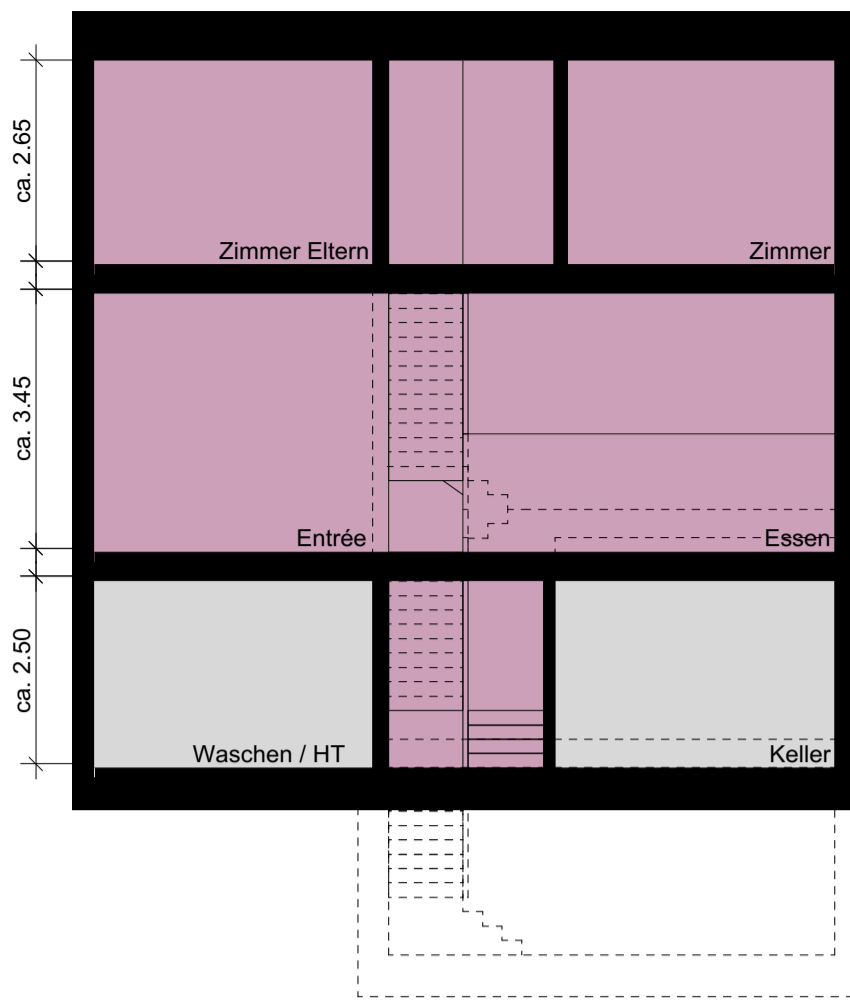 ca. 2.65
Zimmer Eltern
Zimmer
ca. 3.45
Entrée
Essen
ca. 2.50
Waschen / HT
Keller